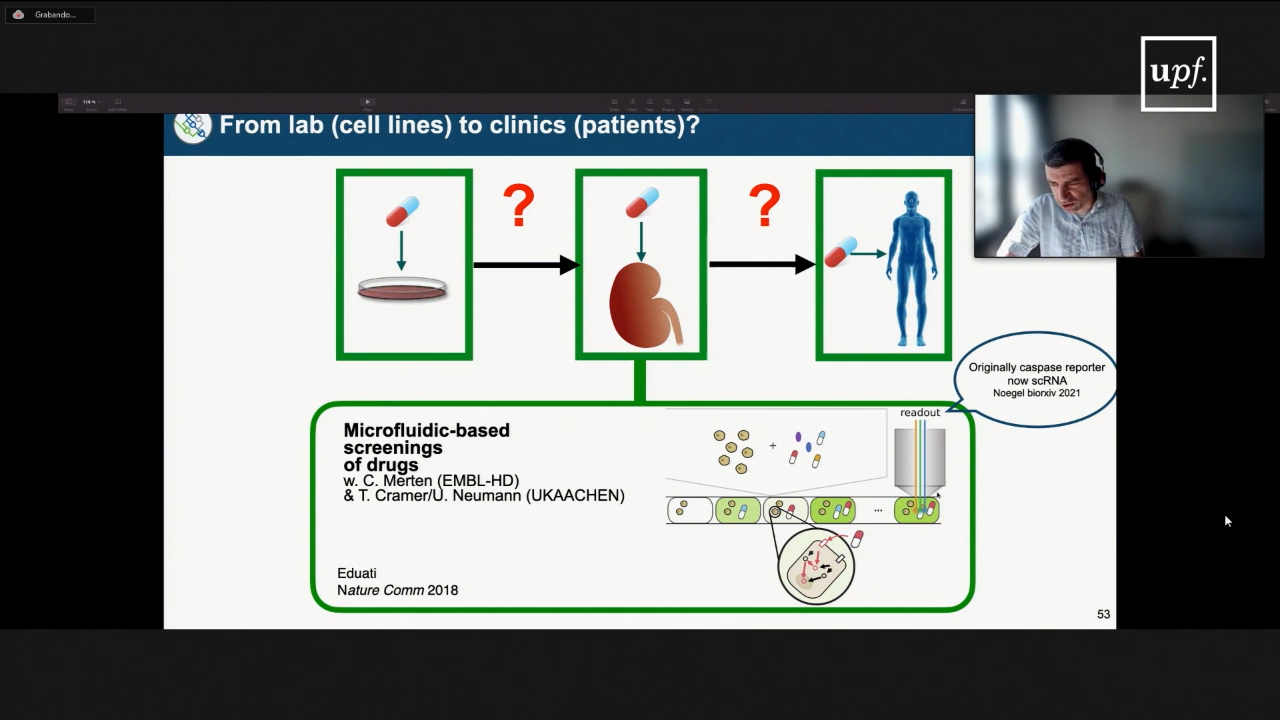 Grabando...
upf.
128 %
From lab (cell lines) to clinics (patients)?
? ?
Originally caspase reporter
now scRNA
Noegel biorxiv 2021
readout
Microfluidic-based
screenings
of drugs
w. C. Merten (EMBL-HD)
& T. Cramer/U. Neumann (UKAACHEN)
+
...
Eduati
Nature Comm 2018
53